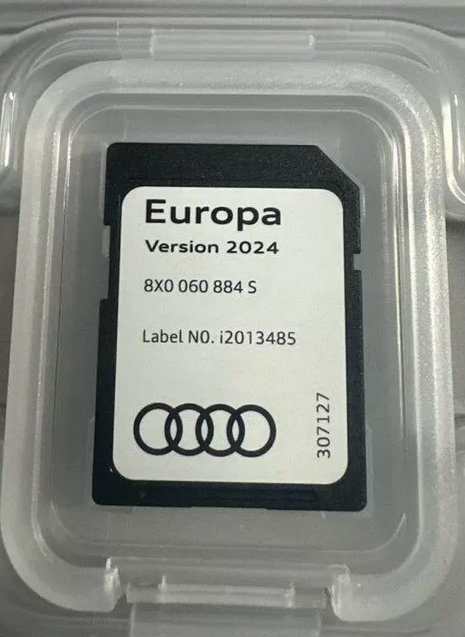 Europa
Version 2024
8X0 060 884 S
Label N0. i2013485
307127